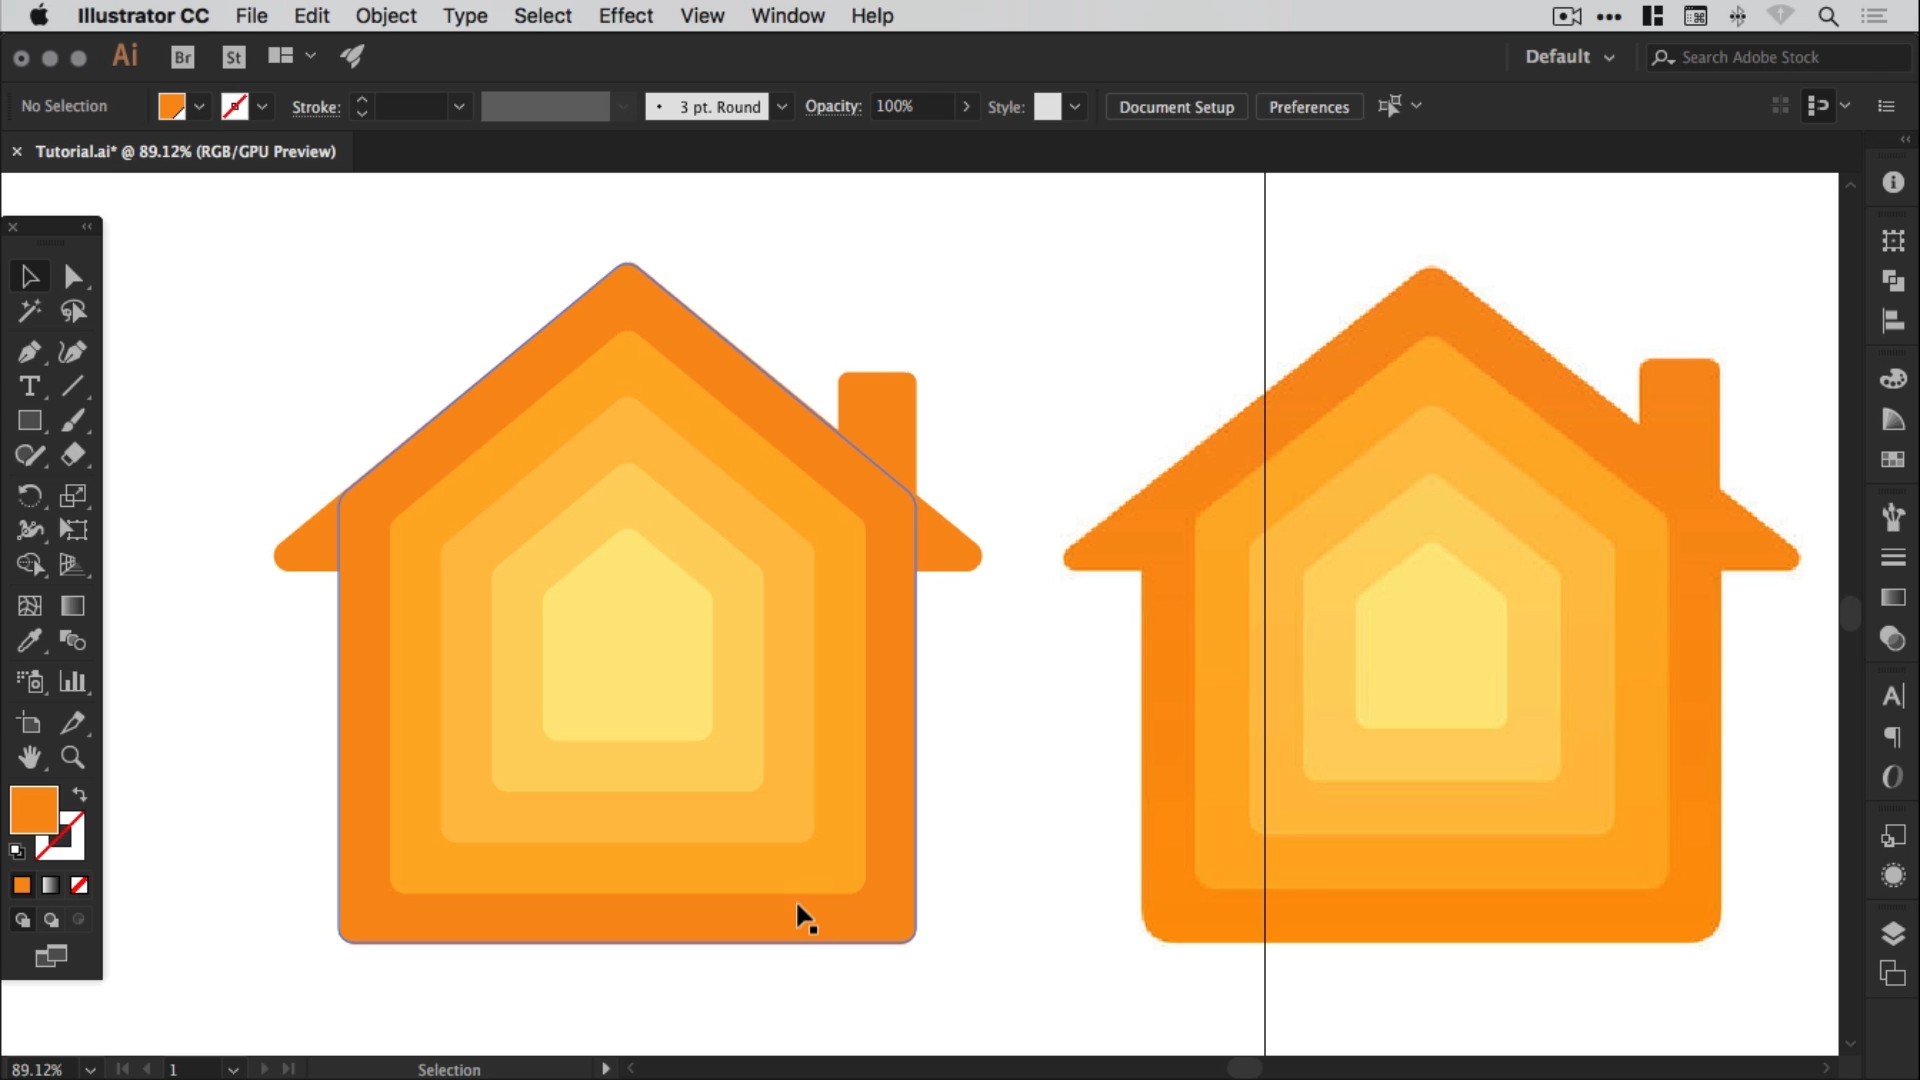 Illustrator CC File Edit Object Type Select Effect View Window Help
Ai Br St Default Search Adobe Stock
No Selection Stroke: 3 pt. Round Opacity: 100% Style: Document Setup Preferences
× Tutorial.ai* @ 89.12% (RGB/GPU Preview)
89.12% 1 Selection